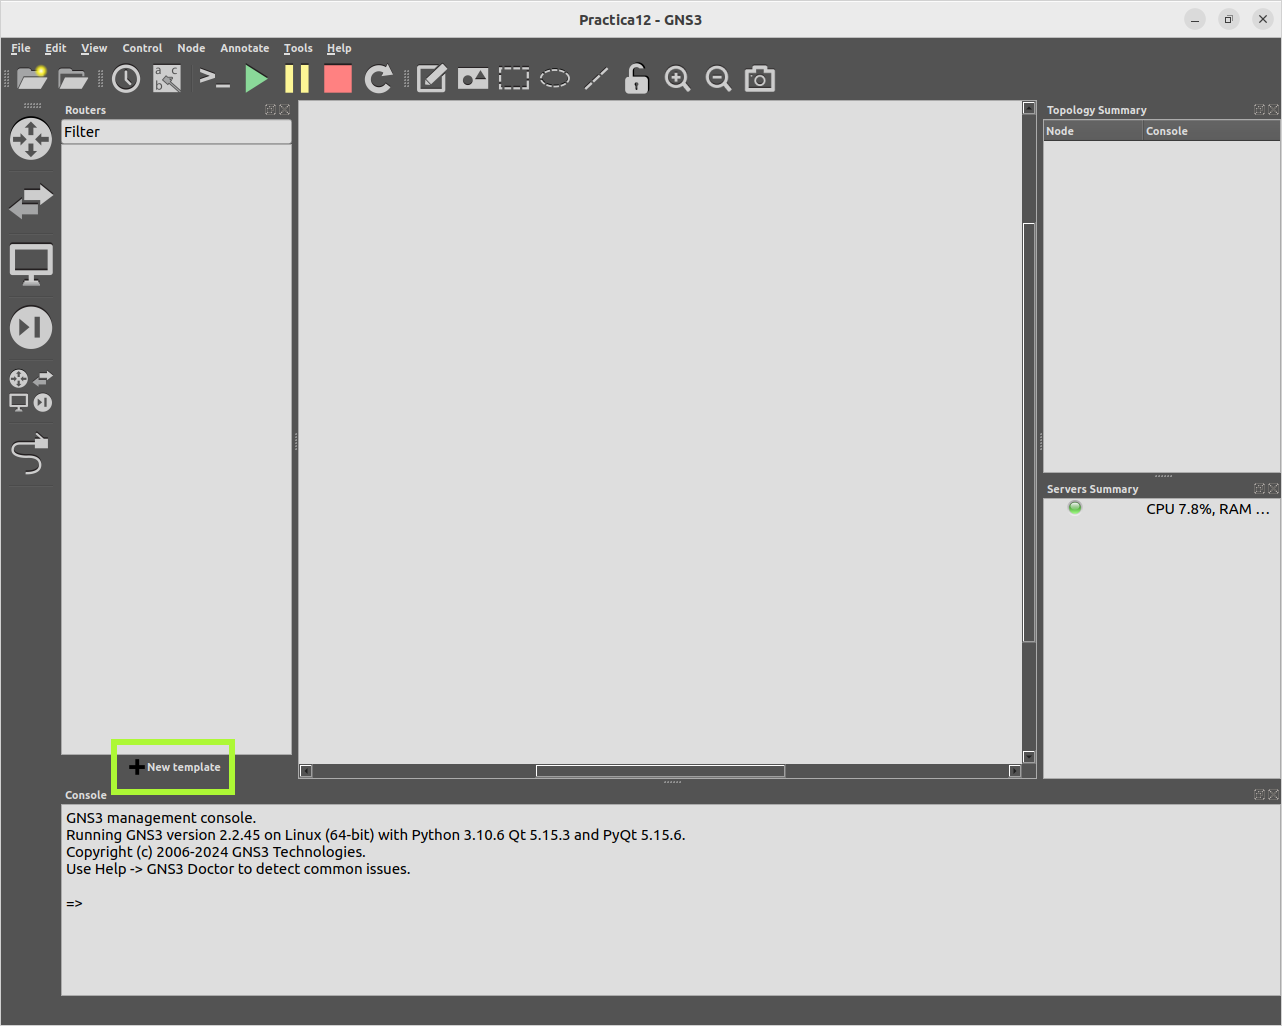 Practica12 - GNS3
File Edit View Control Node Annotate Tools Help
a c
b
Routers
Filter
New template
Topology Summary
Node Console
Servers Summary
CPU 7.8%, RAM ...
Console
GNS3 management console.
Running GNS3 version 2.2.45 on Linux (64-bit) with Python 3.10.6 Qt 5.15.3 and PyQt 5.15.6.
Copyright (c) 2006-2024 GNS3 Technologies.
Use Help -> GNS3 Doctor to detect common issues.
=>